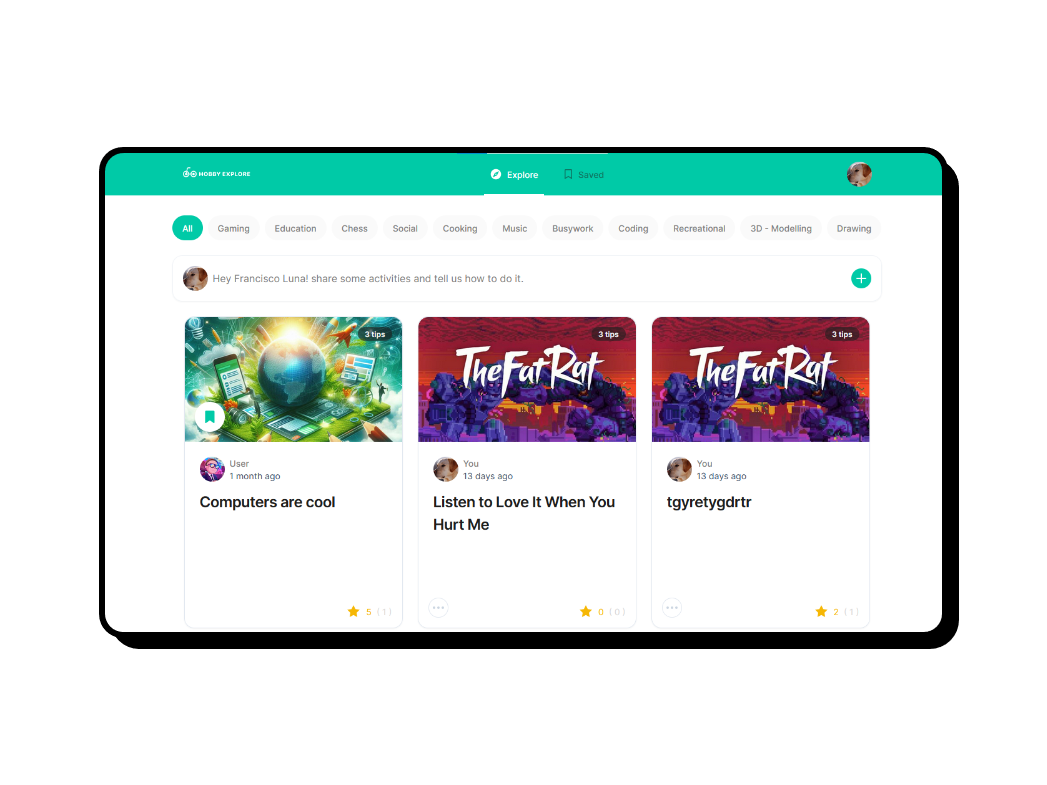 HOBBY EXPLORE
Explore
Saved
All
Gaming
Education
Chess
Social
Cooking
Music
Busywork
Coding
Recreational
3D - Modelling
Drawing
Hey Francisco Luna! share some activities and tell us how to do it.
3 tips
User
1 month ago
Computers are cool
5 ( 1 )
3 tips
TheFatRat
You
13 days ago
Listen to Love It When You
Hurt Me
0 ( 0 )
3 tips
TheFatRat
You
13 days ago
tgyretygdrtr
2 ( 1 )